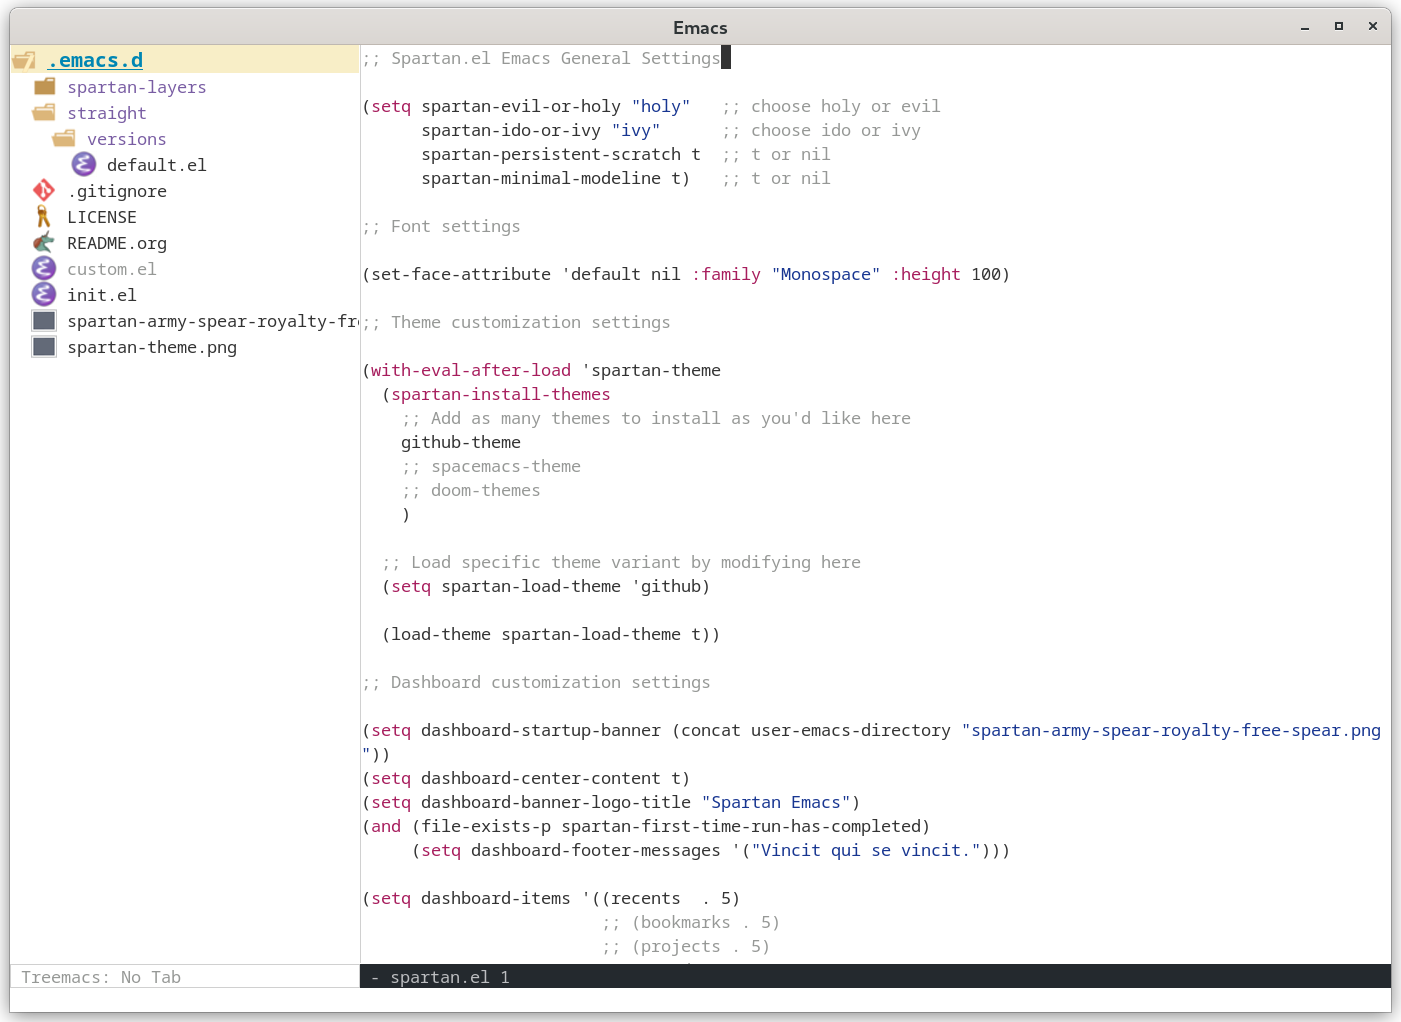 Emacs
.emacs.d
spartan-layers
straight
versions
default.el
.gitignore
LICENSE
README.org
custom.el
init.el
spartan-army-spear-royalty-fr
spartan-theme.png
;; Spartan.el Emacs General Settings
(setq spartan-evil-or-holy "holy"   ;; choose holy or evil
      spartan-ido-or-ivy "ivy"      ;; choose ido or ivy
      spartan-persistent-scratch t  ;; t or nil
      spartan-minimal-modeline t)   ;; t or nil
;; Font settings
(set-face-attribute 'default nil :family "Monospace" :height 100)
;; Theme customization settings
(with-eval-after-load 'spartan-theme
  (spartan-install-themes
    ;; Add as many themes to install as you'd like here
    github-theme
    ;; spacemacs-theme
    ;; doom-themes
    )
  ;; Load specific theme variant by modifying here
  (setq spartan-load-theme 'github)
  (load-theme spartan-load-theme t))
;; Dashboard customization settings
(setq dashboard-startup-banner (concat user-emacs-directory "spartan-army-spear-royalty-free-spear.png
"))
(setq dashboard-center-content t)
(setq dashboard-banner-logo-title "Spartan Emacs")
(and (file-exists-p spartan-first-time-run-has-completed)
     (setq dashboard-footer-messages '("Vincit qui se vincit.")))
(setq dashboard-items '((recents  . 5)
                        ;; (bookmarks . 5)
                        ;; (projects . 5)
Treemacs: No Tab
- spartan.el 1